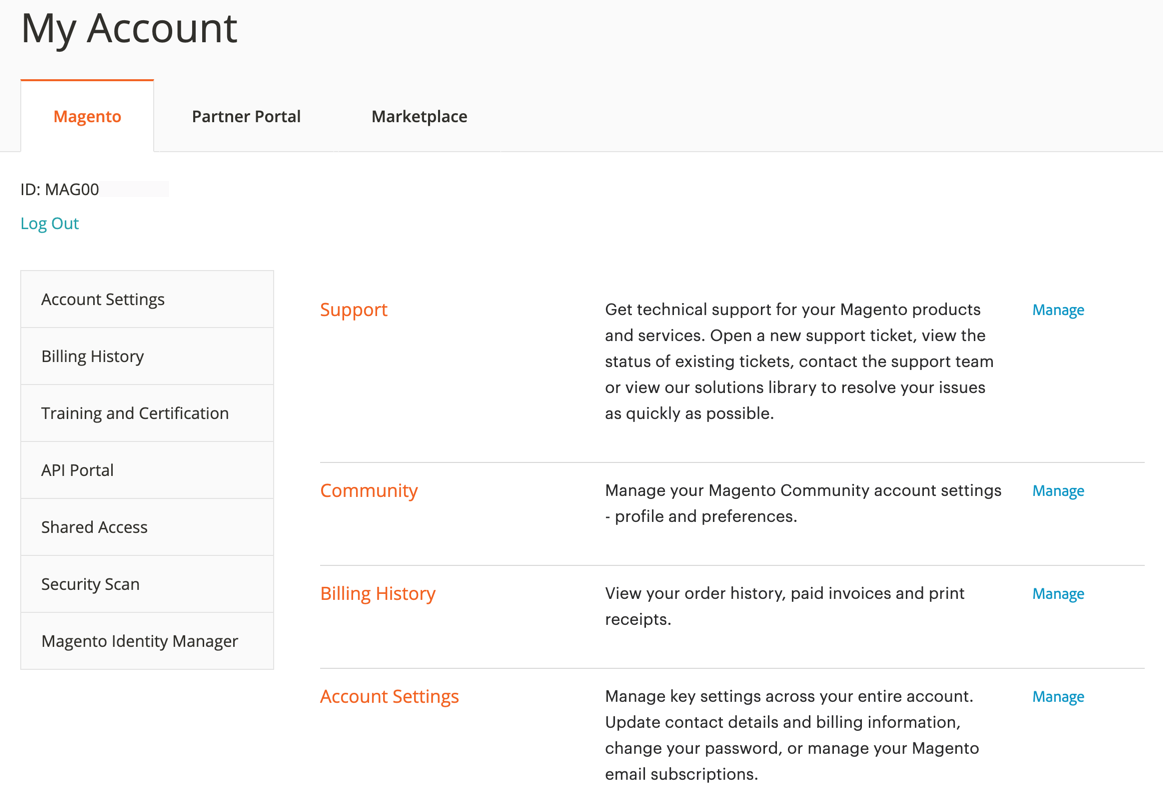 My Account
Magento
Partner Portal
Marketplace
ID: MAG00
Log Out
Account Settings
Billing History
Training and Certification
API Portal
Shared Access
Security Scan
Magento Identity Manager
Support
Get technical support for your Magento products
and services. Open a new support ticket, view the
status of existing tickets, contact the support team
or view our solutions library to resolve your issues
as quickly as possible.
Manage
Community
Manage your Magento Community account settings
- profile and preferences.
Manage
Billing History
View your order history, paid invoices and print
receipts.
Manage
Account Settings
Manage key settings across your entire account.
Update contact details and billing information,
change your password, or manage your Magento
email subscriptions.
Manage